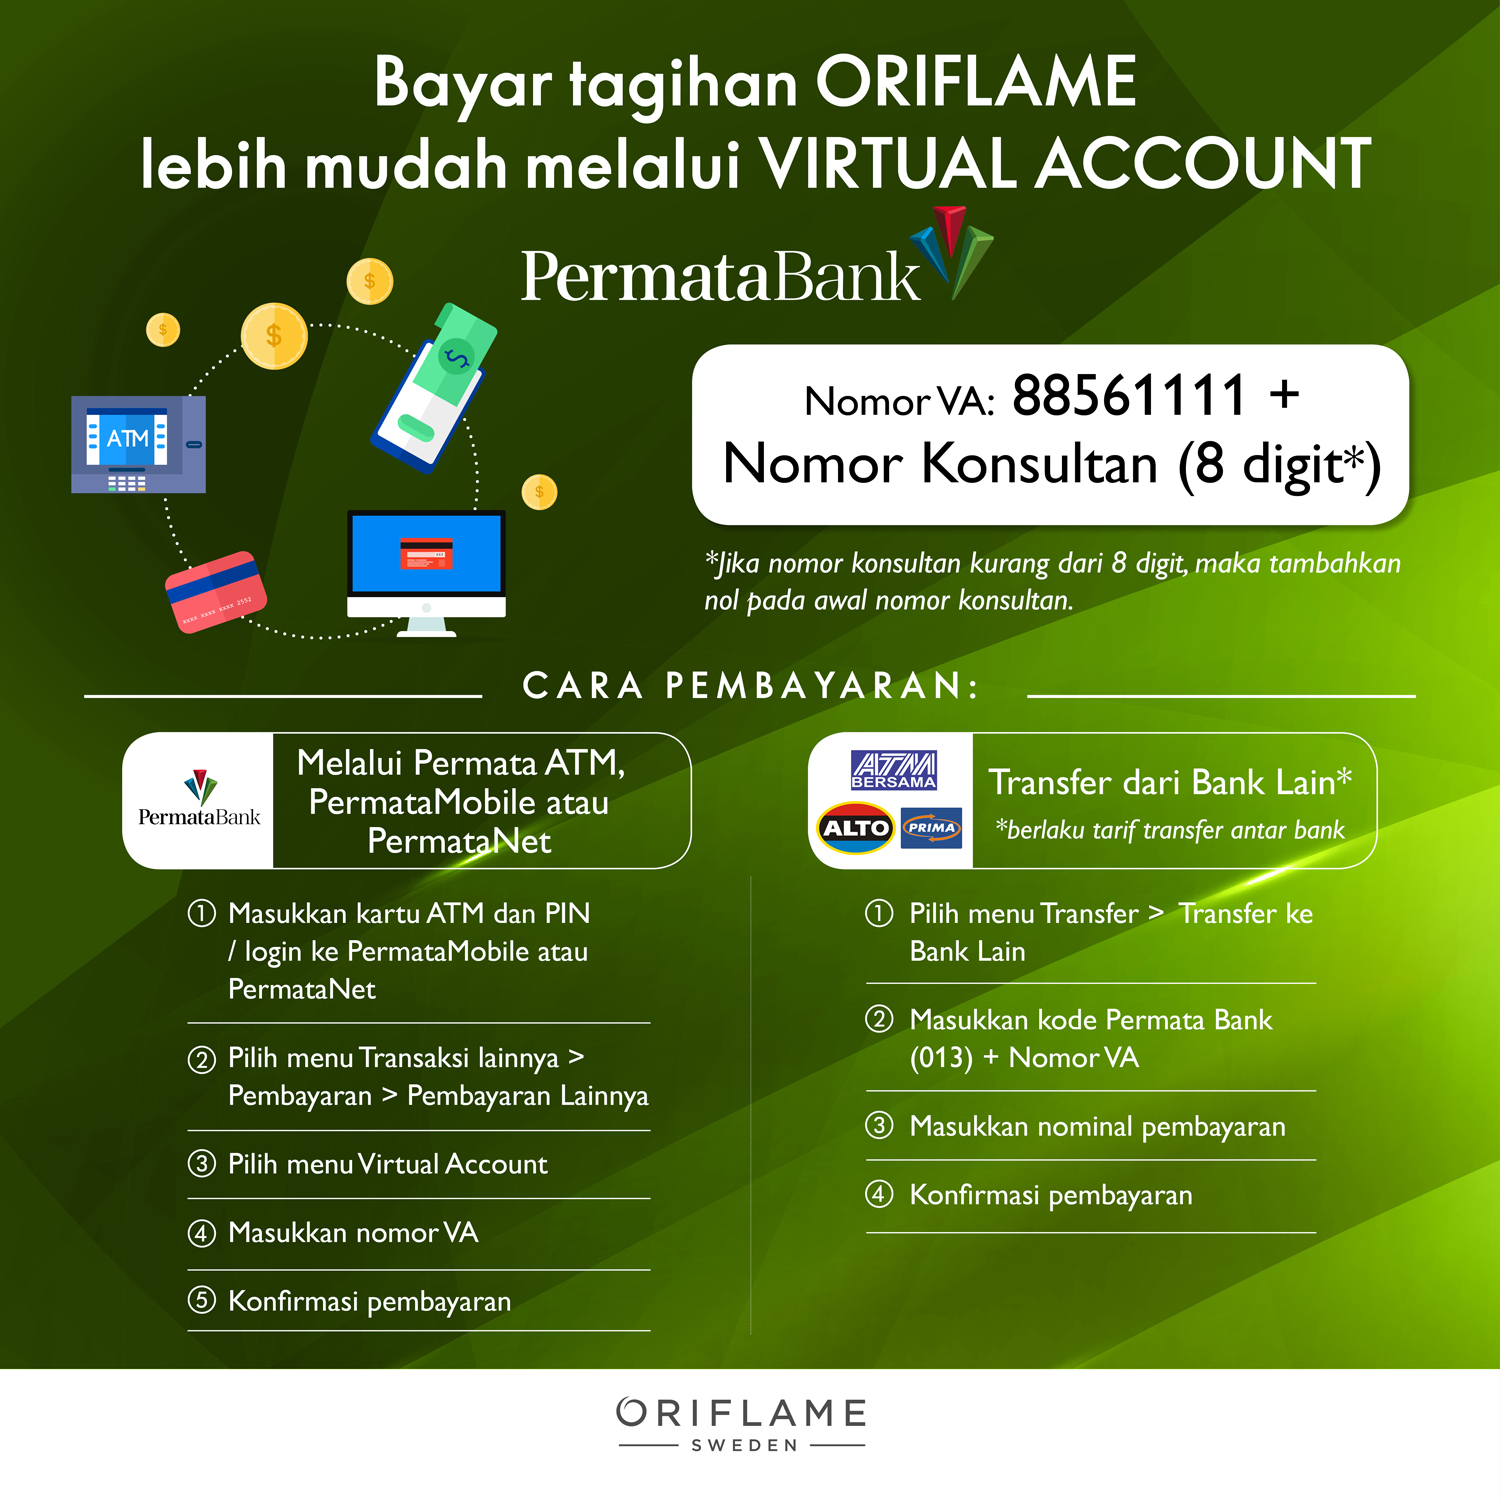 Bayar tagihan ORIFLAME
lebih mudah melalui VIRTUAL ACCOUNT
PermataBank
$
$
$
$
$
ATM
xxxx xxxx xxxx 2552
Nomor VA: 88561111 +
Nomor Konsultan (8 digit*)
*Jika nomor konsultan kurang dari 8 digit, maka tambahkan
nol pada awal nomor konsultan.
CARA PEMBAYARAN:
PermataBank
Melalui Permata ATM,
PermataMobile atau
PermataNet
1 Masukkan kartu ATM dan PIN
/ login ke PermataMobile atau
PermataNet
2 Pilih menu Transaksi lainnya >
Pembayaran > Pembayaran Lainnya
3 Pilih menu Virtual Account
4 Masukkan nomor VA
5 Konfirmasi pembayaran
ATM
BERSAMA
ALTO
PRIMA
Transfer dari Bank Lain*
*berlaku tarif transfer antar bank
1 Pilih menu Transfer > Transfer ke
Bank Lain
2 Masukkan kode Permata Bank
(013) + Nomor VA
3 Masukkan nominal pembayaran
4 Konfirmasi pembayaran
ORIFLAME
SWEDEN